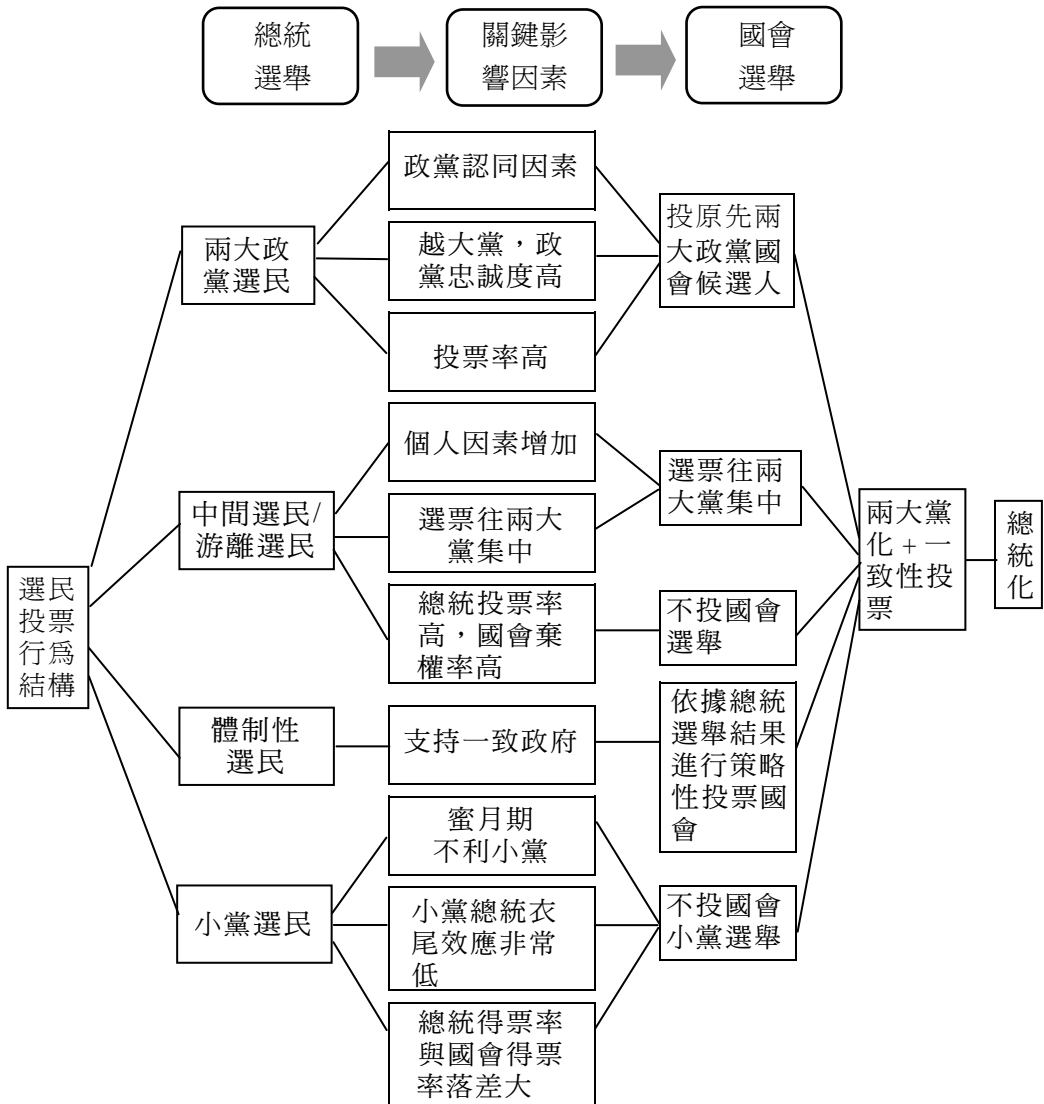 總統
選舉
關鍵影
響因素
國會
選舉
選民
投票
行為
結構
兩大政
黨選民
政黨認同因素
越大黨，政
黨忠誠度高
投票率高
投原先兩
大政黨國
會候選人
中間選民/
游離選民
個人因素增加
選票往兩大
黨集中
總統投票率
高，國會棄
權率高
選票往兩
大黨集中
不投國會
選舉
體制性
選民
支持一致政府
依據總統
選舉結果
進行策略
性投票國
會
小黨選民
蜜月期
不利小黨
小黨總統衣
尾效應非常
低
總統得票率
與國會得票
率落差大
不投國會
小黨選舉
兩大黨
化+一
致性投
票
總
統
化